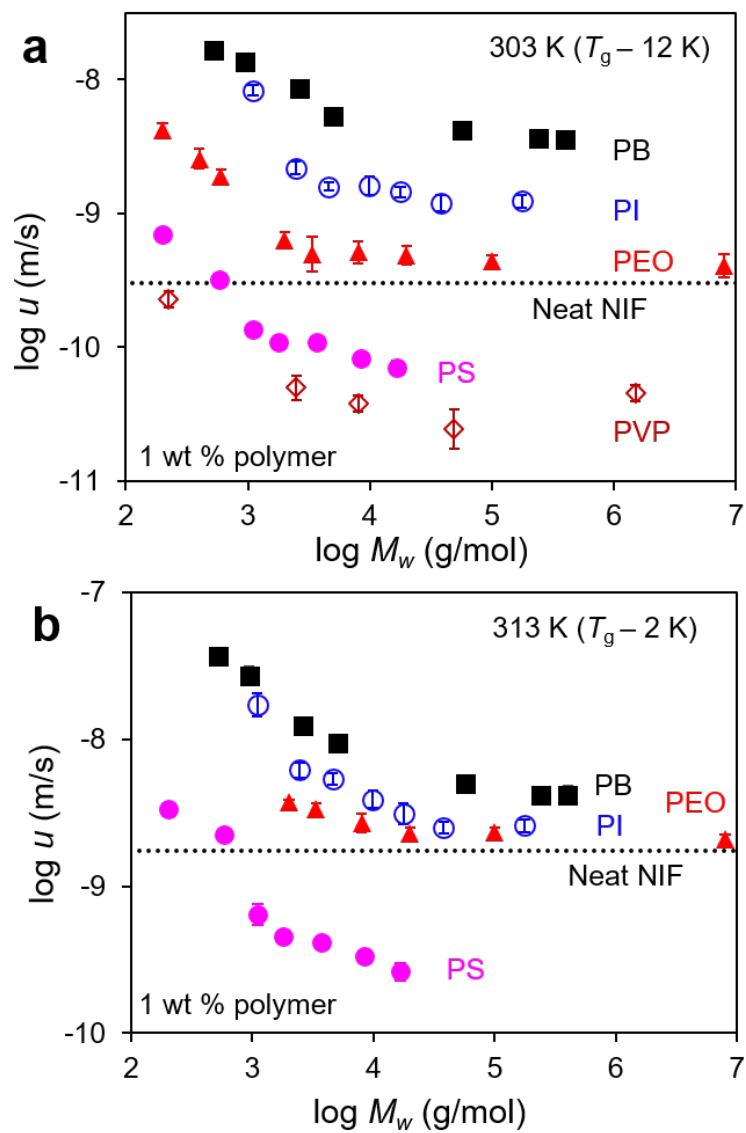 a
303 K (Tg – 12 K)
-8
PB
PI
-9
PEO
Neat NIF
log u (m/s)
-10
PS
PVP
1 wt % polymer
-11
2 3 4 5 6 7
log Mw (g/mol)
-7
b
313 K (Tg – 2 K)
-8
PB
PEO
PI
log u (m/s)
Neat NIF
-9
PS
1 wt % polymer
-10
2 3 4 5 6 7
log Mw (g/mol)